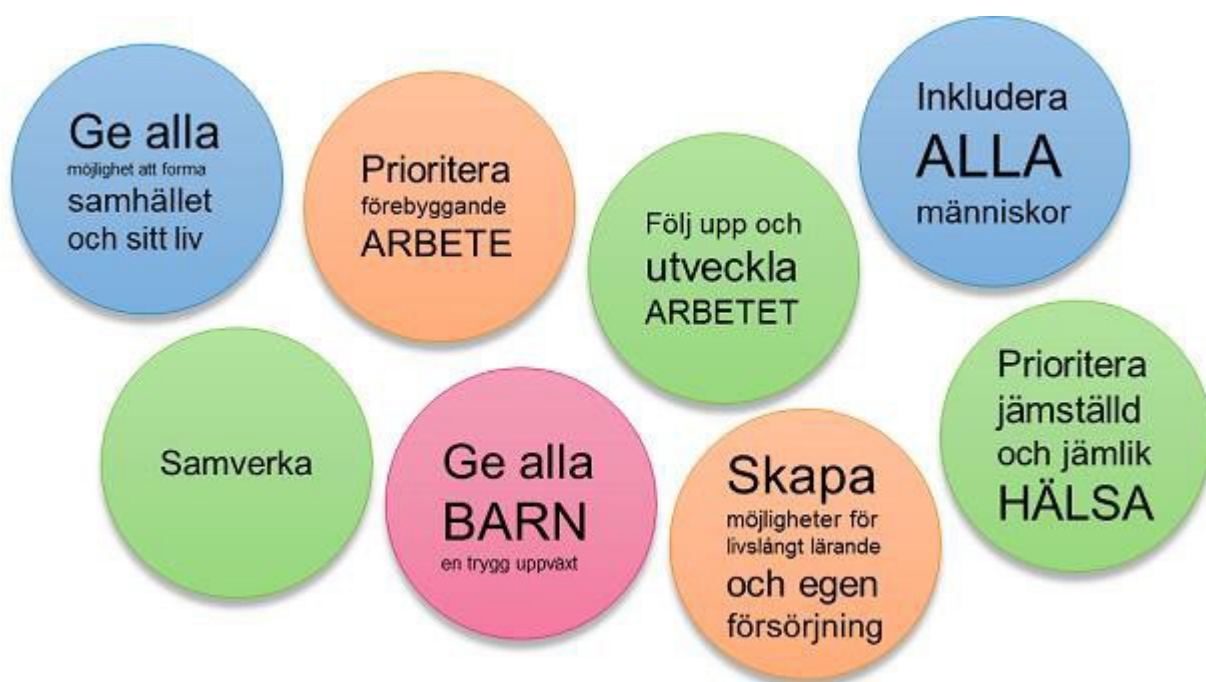 Ge alla
möjlighet att forma
samhället
och sitt liv
Prioritera
förebyggande
ARBETE
Följ upp och
utveckla
ARBETET
Inkludera
ALLA
människor
Samverka
Ge alla
BARN
en trygg uppväxt
Skapa
möjligheter för
livslångt lärande
och egen
försörjning
Prioritera
jämställd
och jämlik
HÄLSA